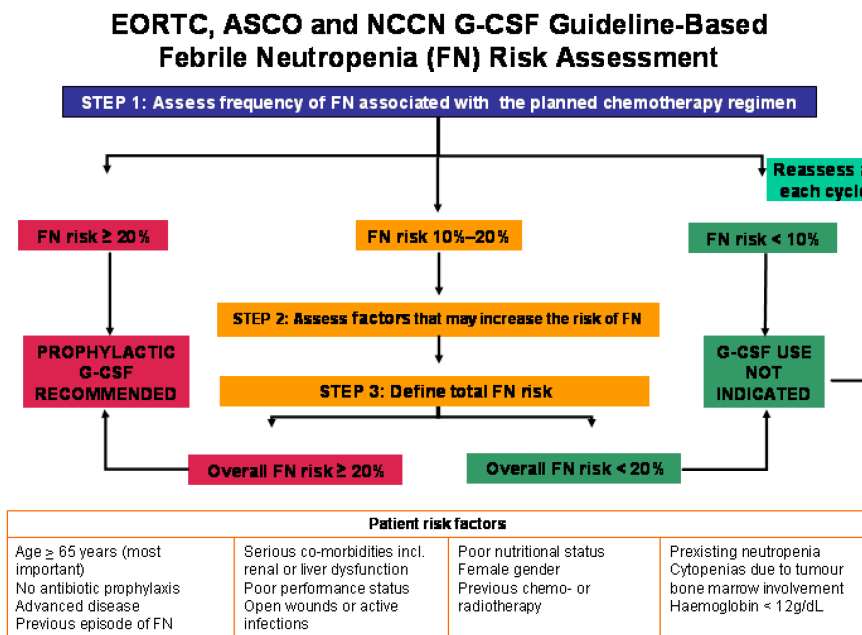 EORTC, ASCO and NCCN G-CSF Guideline-Based
Febrile Neutropenia (FN) Risk Assessment
STEP 1: Assess frequency of FN associated with the planned chemotherapy regimen
Reassess
each cycle
FN risk ≥ 20%
FN risk 10%–20%
FN risk < 10%
STEP 2: Assess factors that may increase the risk of FN
PROPHYLACTIC
G-CSF
RECOMMENDED
STEP 3: Define total FN risk
G-CSF USE
NOT
INDICATED
Overall FN risk ≥ 20%
Overall FN risk < 20%
Patient risk factors
Age ≥ 65 years (most
important)
No antibiotic prophylaxis
Advanced disease
Previous episode of FN
Serious co-morbidities incl.
renal or liver dysfunction
Poor performance status
Open wounds or active
infections
Poor nutritional status
Female gender
Previous chemo- or
radiotherapy
Prexisting neutropenia
Cytopenias due to tumour
bone marrow involvement
Haemoglobin < 12g/dL